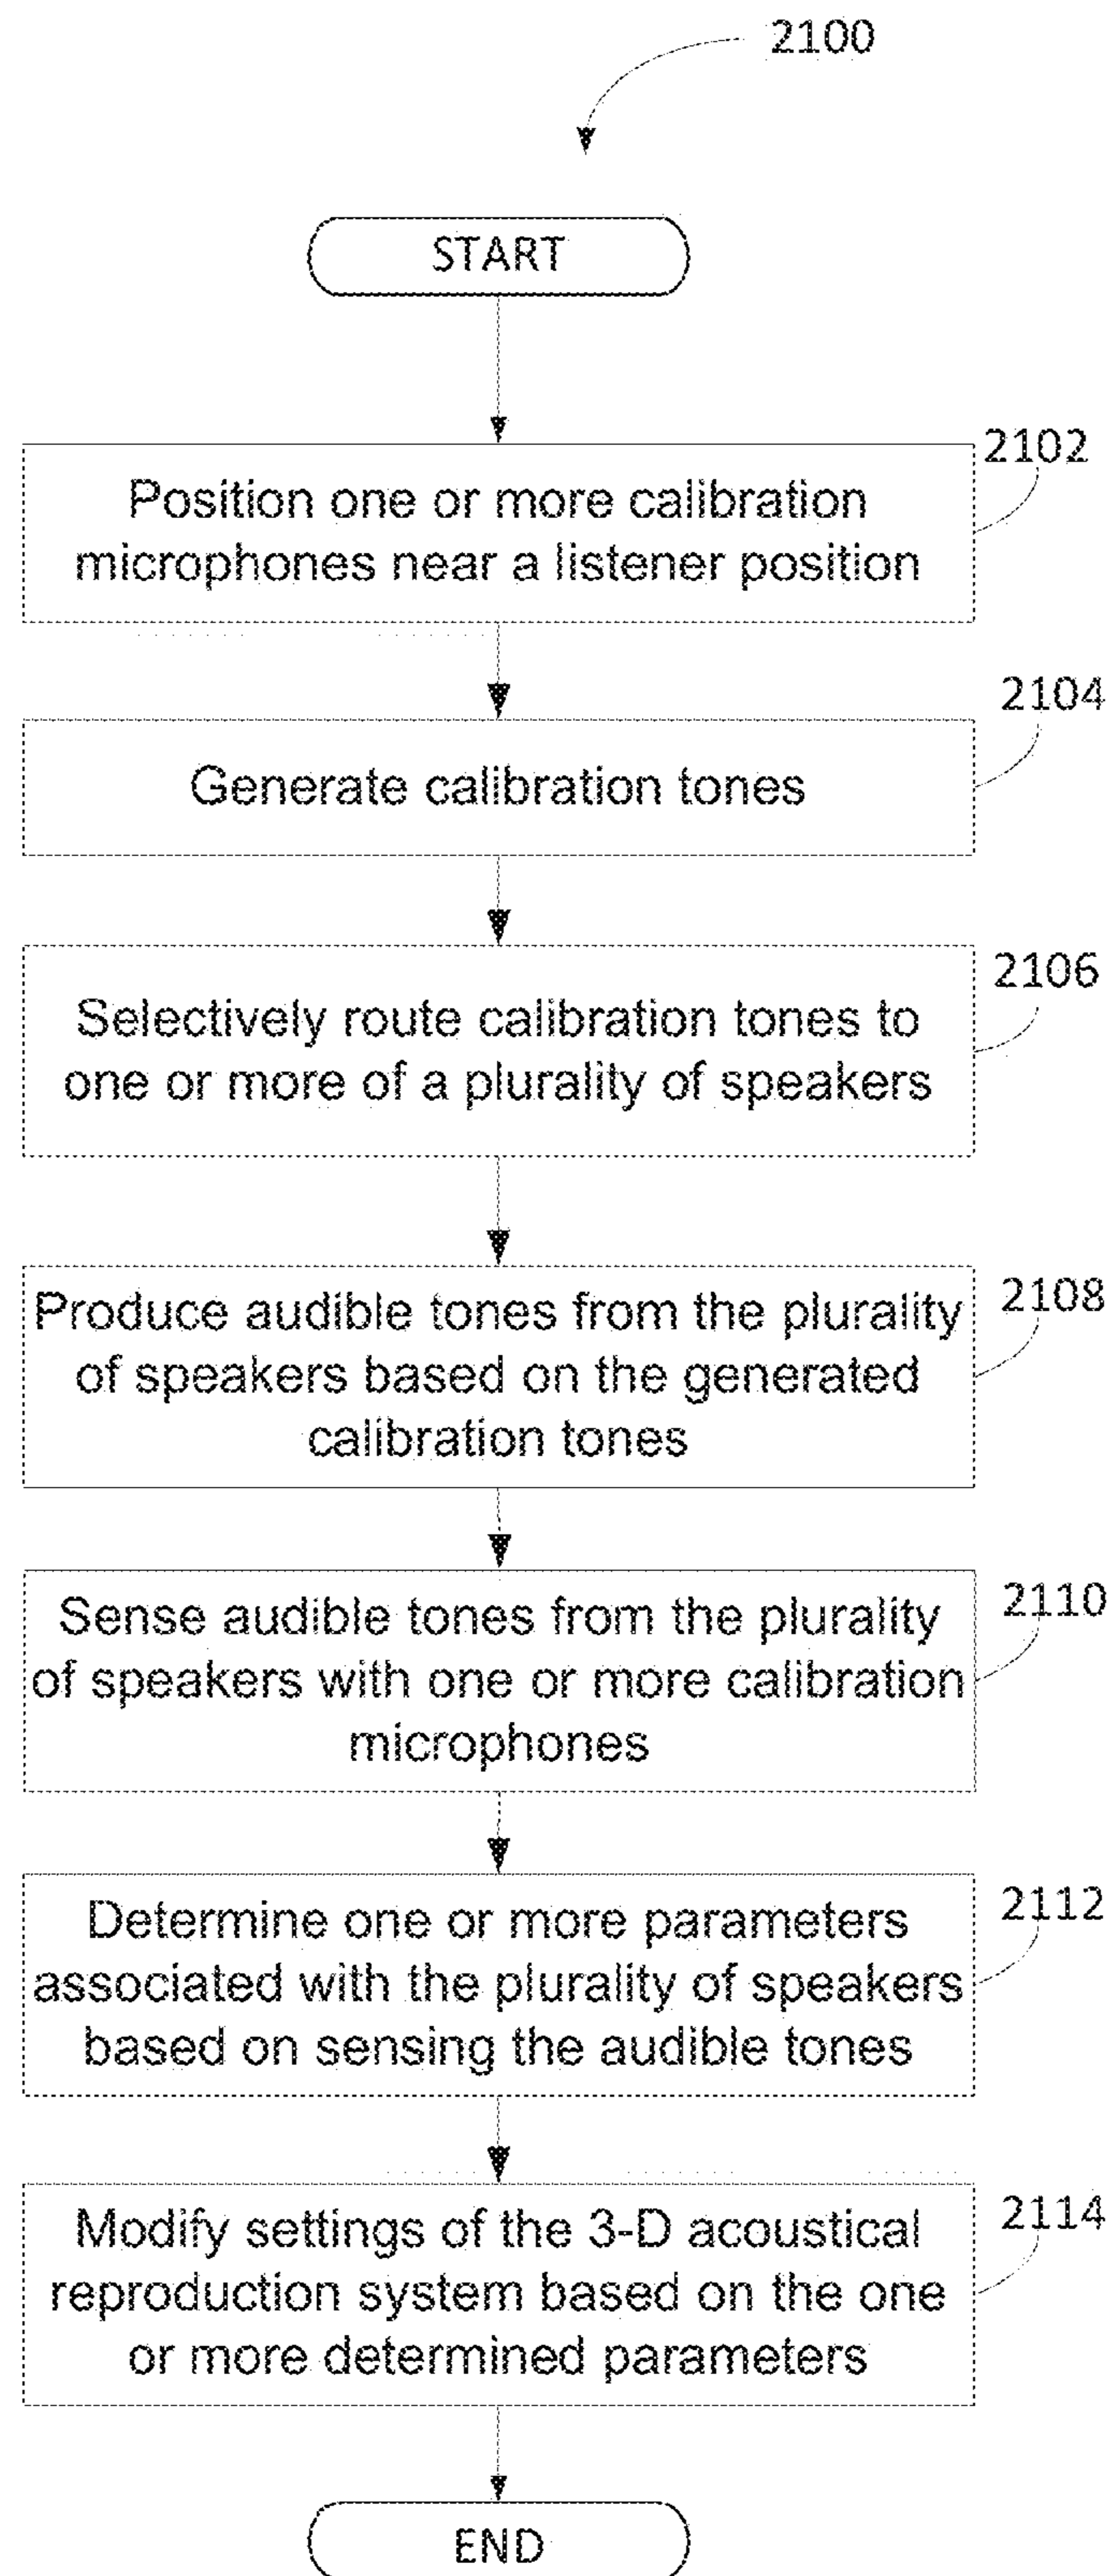 2100
START
2102
Position one or more calibration
microphones near a listener position
2104
Generate calibration tones
2106
Selectively route calibration tones to
one or more of a plurality of speakers
2108
Produce audible tones from the plurality
of speakers based on the generated
calibration tones
2110
Sense audible tones from the plurality
of speakers with one or more calibration
microphones
2112
Determine one or more parameters
associated with the plurality of speakers
based on sensing the audible tones
2114
Modify settings of the 3-D acoustical
reproduction system based on the one
or more determined parameters
END